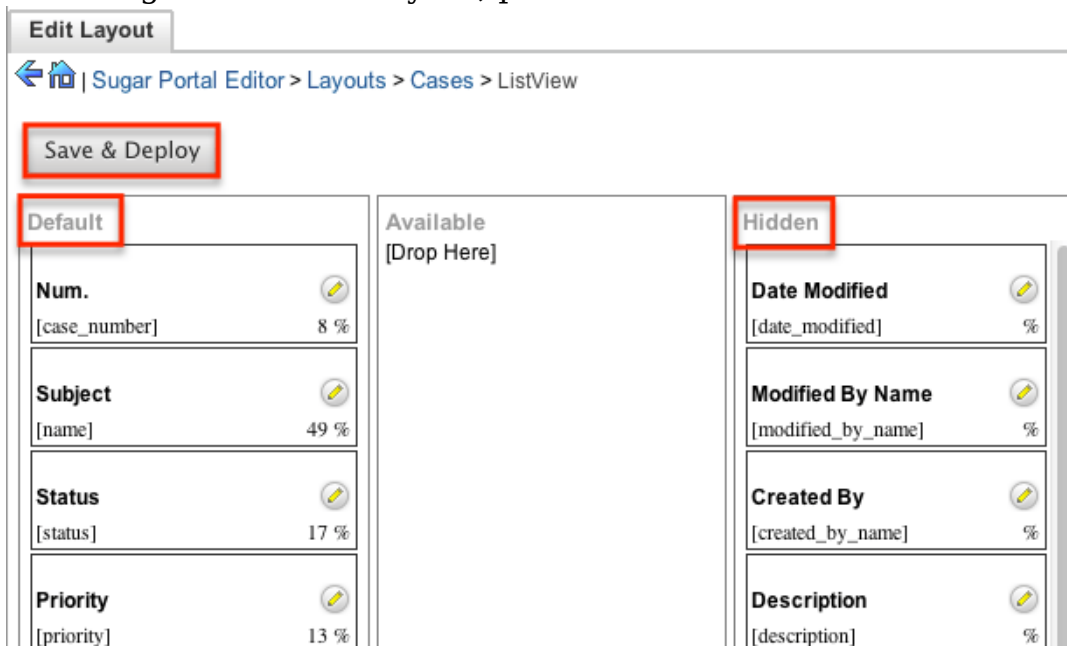 Edit Layout
| Sugar Portal Editor > Layouts > Cases > ListView
Save & Deploy
Default
Num.
[case_number] 8 %
Subject
[name] 49 %
Status
[status] 17 %
Priority
[priority] 13 %
Available
[Drop Here]
Hidden
Date Modified
[date_modified] %
Modified By Name
[modified_by_name] %
Created By
[created_by_name] %
Description
[description] %